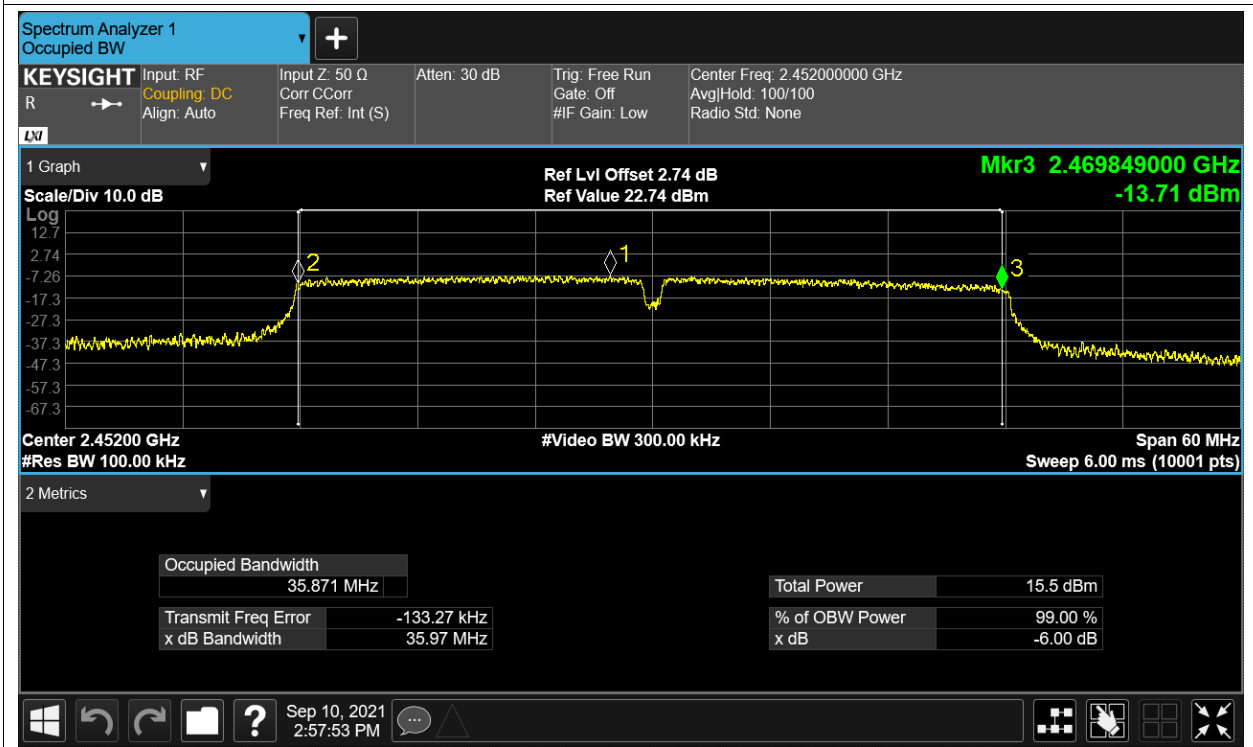 Spectrum Analyzer 1
Occupied BW
+
KEYSIGHT Input: RF Input Z: 50 Ω Atten: 30 dB Trig: Free Run Center Freq: 2.452000000 GHz
R Coupling: DC Corr CCorr Gate: Off Avg|Hold: 100/100
Align: Auto Freq Ref: Int (S) #IF Gain: Low Radio Std: None
LXI
1 Graph Ref Lvl Offset 2.74 dB Mkr3 2.469849000 GHz
Scale/Div 10.0 dB Ref Value 22.74 dBm -13.71 dBm
Log
12.7
2.74
-7.26
-17.3
-27.3
-37.3
-47.3
-57.3
-67.3
2
1
3
Center 2.45200 GHz #Video BW 300.00 kHz Span 60 MHz
#Res BW 100.00 kHz Sweep 6.00 ms (10001 pts)
2 Metrics
Occupied Bandwidth
35.871 MHz Total Power 15.5 dBm
Transmit Freq Error -133.27 kHz % of OBW Power 99.00 %
x dB Bandwidth 35.97 MHz x dB -6.00 dB
? Sep 10, 2021
2:57:53 PM